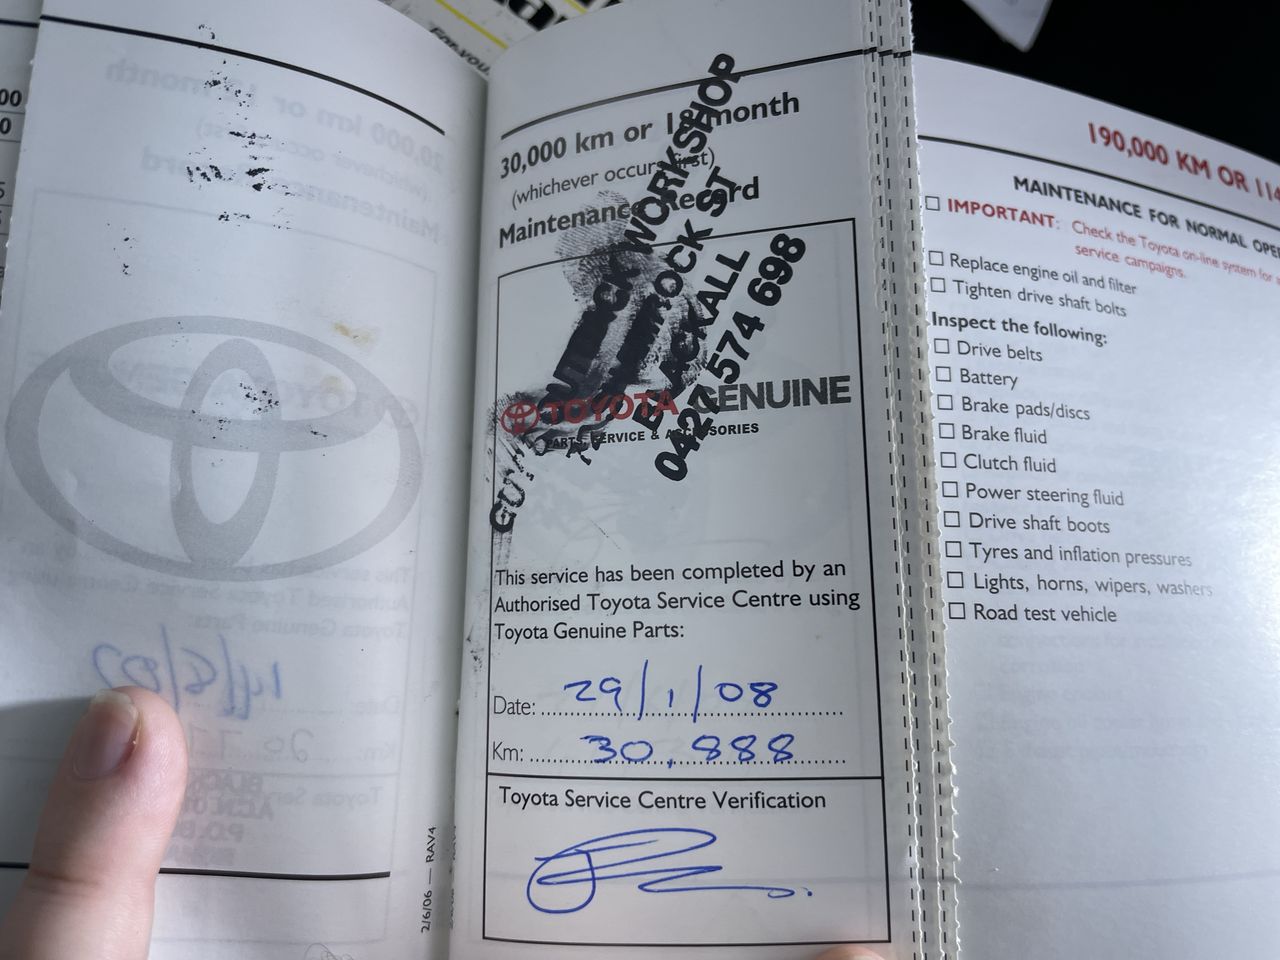 For you
30,000 km or 18 month
(whichever occurs first)
Maintenance Record
WORKSHOP
ST
BLACKALL
0427 574 698
TOYOTA GENUINE
PARTS, SERVICE & ACCESSORIES
This service has been completed by an
Authorised Toyota Service Centre using
Toyota Genuine Parts:
Date: 29/1/08
Km: 30,888
Toyota Service Centre Verification
2/6/06 — RAV4
190,000 KM OR 114
MAINTENANCE FOR NORMAL OPE
☐ IMPORTANT: Check the Toyota on-line system for
service campaigns.
☐ Replace engine oil and filter
☐ Tighten drive shaft bolts
Inspect the following:
☐ Drive belts
☐ Battery
☐ Brake pads/discs
☐ Brake fluid
☐ Clutch fluid
☐ Power steering fluid
☐ Drive shaft boots
☐ Tyres and inflation pressures
☐ Lights, horns, wipers, washers
☐ Road test vehicle